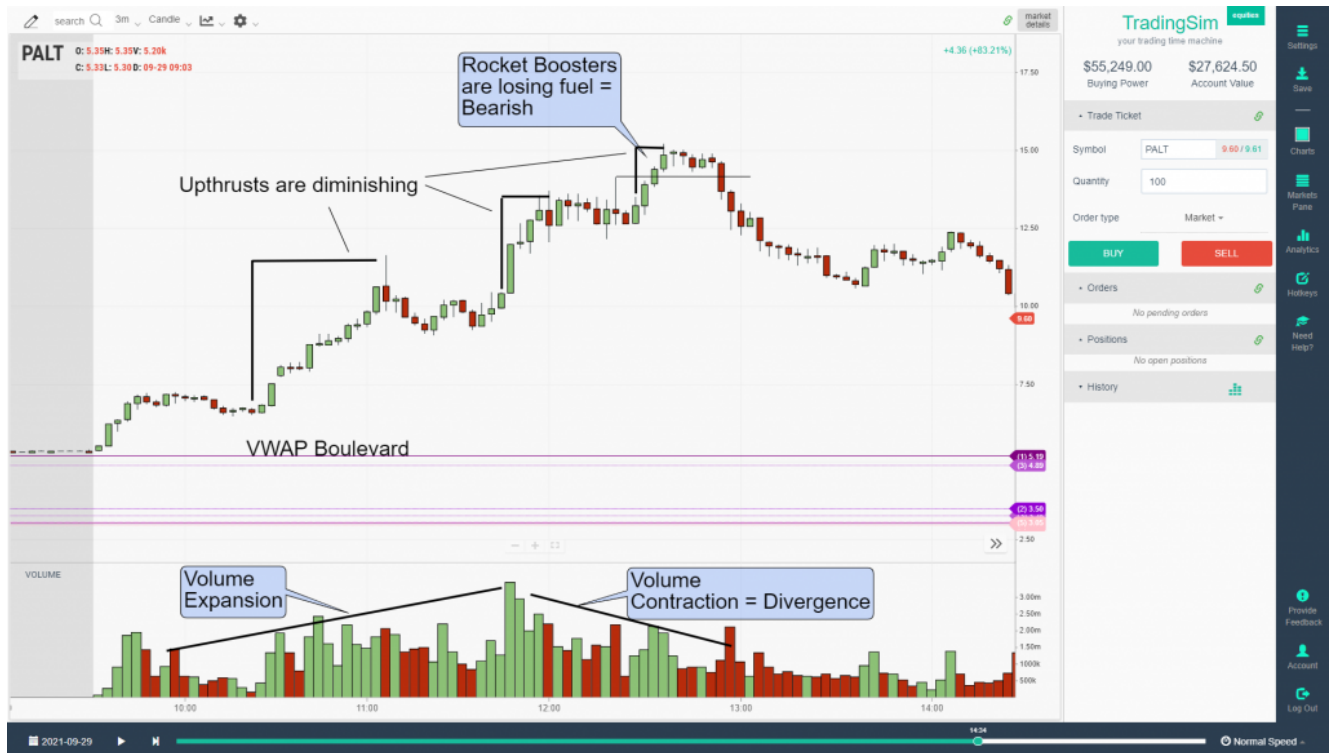 search
3m
Candle
market
details
PALT
O: 5.35H: 5.35V: 5.20k
C: 5.33L: 5.30D: 09-29 09:03
+4.36 (+83.21%)
Rocket Boosters
are losing fuel =
Bearish
Upthrusts are diminishing
VWAP Boulevard
17.50
15.00
12.50
10.00
9.60
7.50
(1) 5.19
(3) 4.89
(2) 3.50
2.50
VOLUME
Volume
Expansion
Volume
Contraction = Divergence
3.00m
2.50m
2.00m
1.50m
1000k
500k
10:00
11:00
12:00
13:00
14:00
TradingSim
equities
your trading time machine
$55,249.00
$27,624.50
Buying Power
Account Value
Trade Ticket
Symbol
PALT
9.60 / 9.61
Quantity
100
Order type
Market
BUY
SELL
Orders
No pending orders
Positions
No open positions
History
Settings
Save
Charts
Markets
Pane
Analytics
Hotkeys
Need
Help?
Provide
Feedback
Account
Log Out
2021-09-29
14:34
Normal Speed